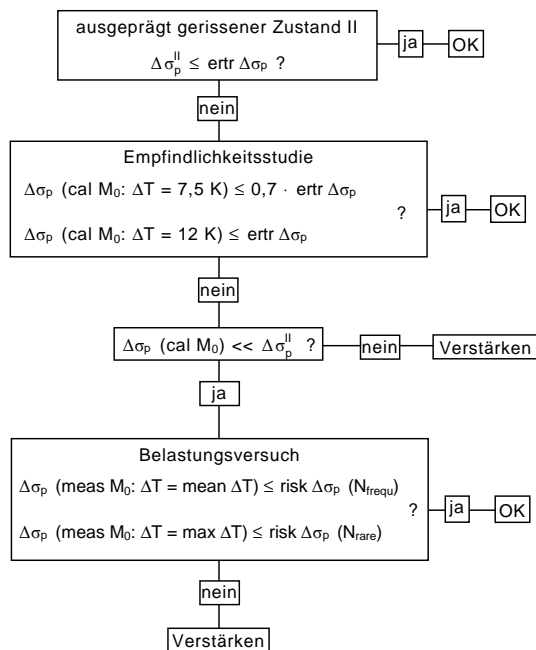 ausgeprägt gerissener Zustand II
Δσ_p^II ≤ ertr Δσ_p ?
ja
OK
nein
Empfindlichkeitsstudie
Δσ_p (cal M_0: ΔT = 7,5 K) ≤ 0,7 · ertr Δσ_p
?
ja
OK
Δσ_p (cal M_0: ΔT = 12 K) ≤ ertr Δσ_p
nein
Δσ_p (cal M_0) << Δσ_p^II ?
nein
Verstärken
ja
Belastungsversuch
Δσ_p (meas M_0: ΔT = mean ΔT) ≤ risk Δσ_p (N_frequ)
?
ja
OK
Δσ_p (meas M_0: ΔT = max ΔT) ≤ risk Δσ_p (N_rare)
nein
Verstärken